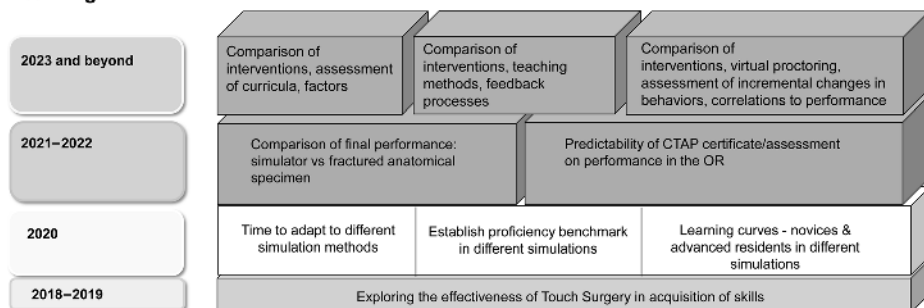 2023 and beyond
Comparison of
interventions, assessment
of curricula, factors
Comparison of
interventions, teaching
methods, feedback
processes
Comparison of
interventions, virtual proctoring,
assessment of incremental changes in
behaviors, correlations to performance
2021–2022
Comparison of final performance:
simulator vs fractured anatomical
specimen
Predictability of CTAP certificate/assessment
on performance in the OR
2020
Time to adapt to different
simulation methods
Establish proficiency benchmark
in different simulations
Learning curves - novices &
advanced residents in different
simulations
2018–2019
Exploring the effectiveness of Touch Surgery in acquisition of skills